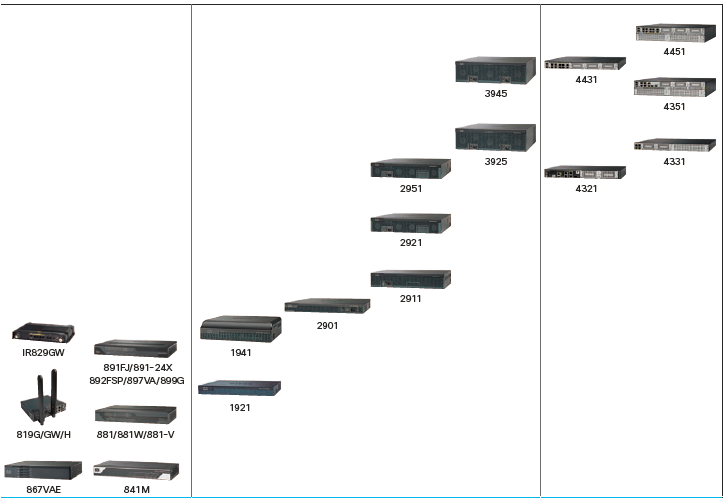 4451
4431
3945
4351
3925
4331
4321
2951
2921
2911
2901
IR829GW
1941
891FJ/891-24X
892FSP/897VA/899G
1921
819G/GW/H
881/881W/881-V
867VAE
841M